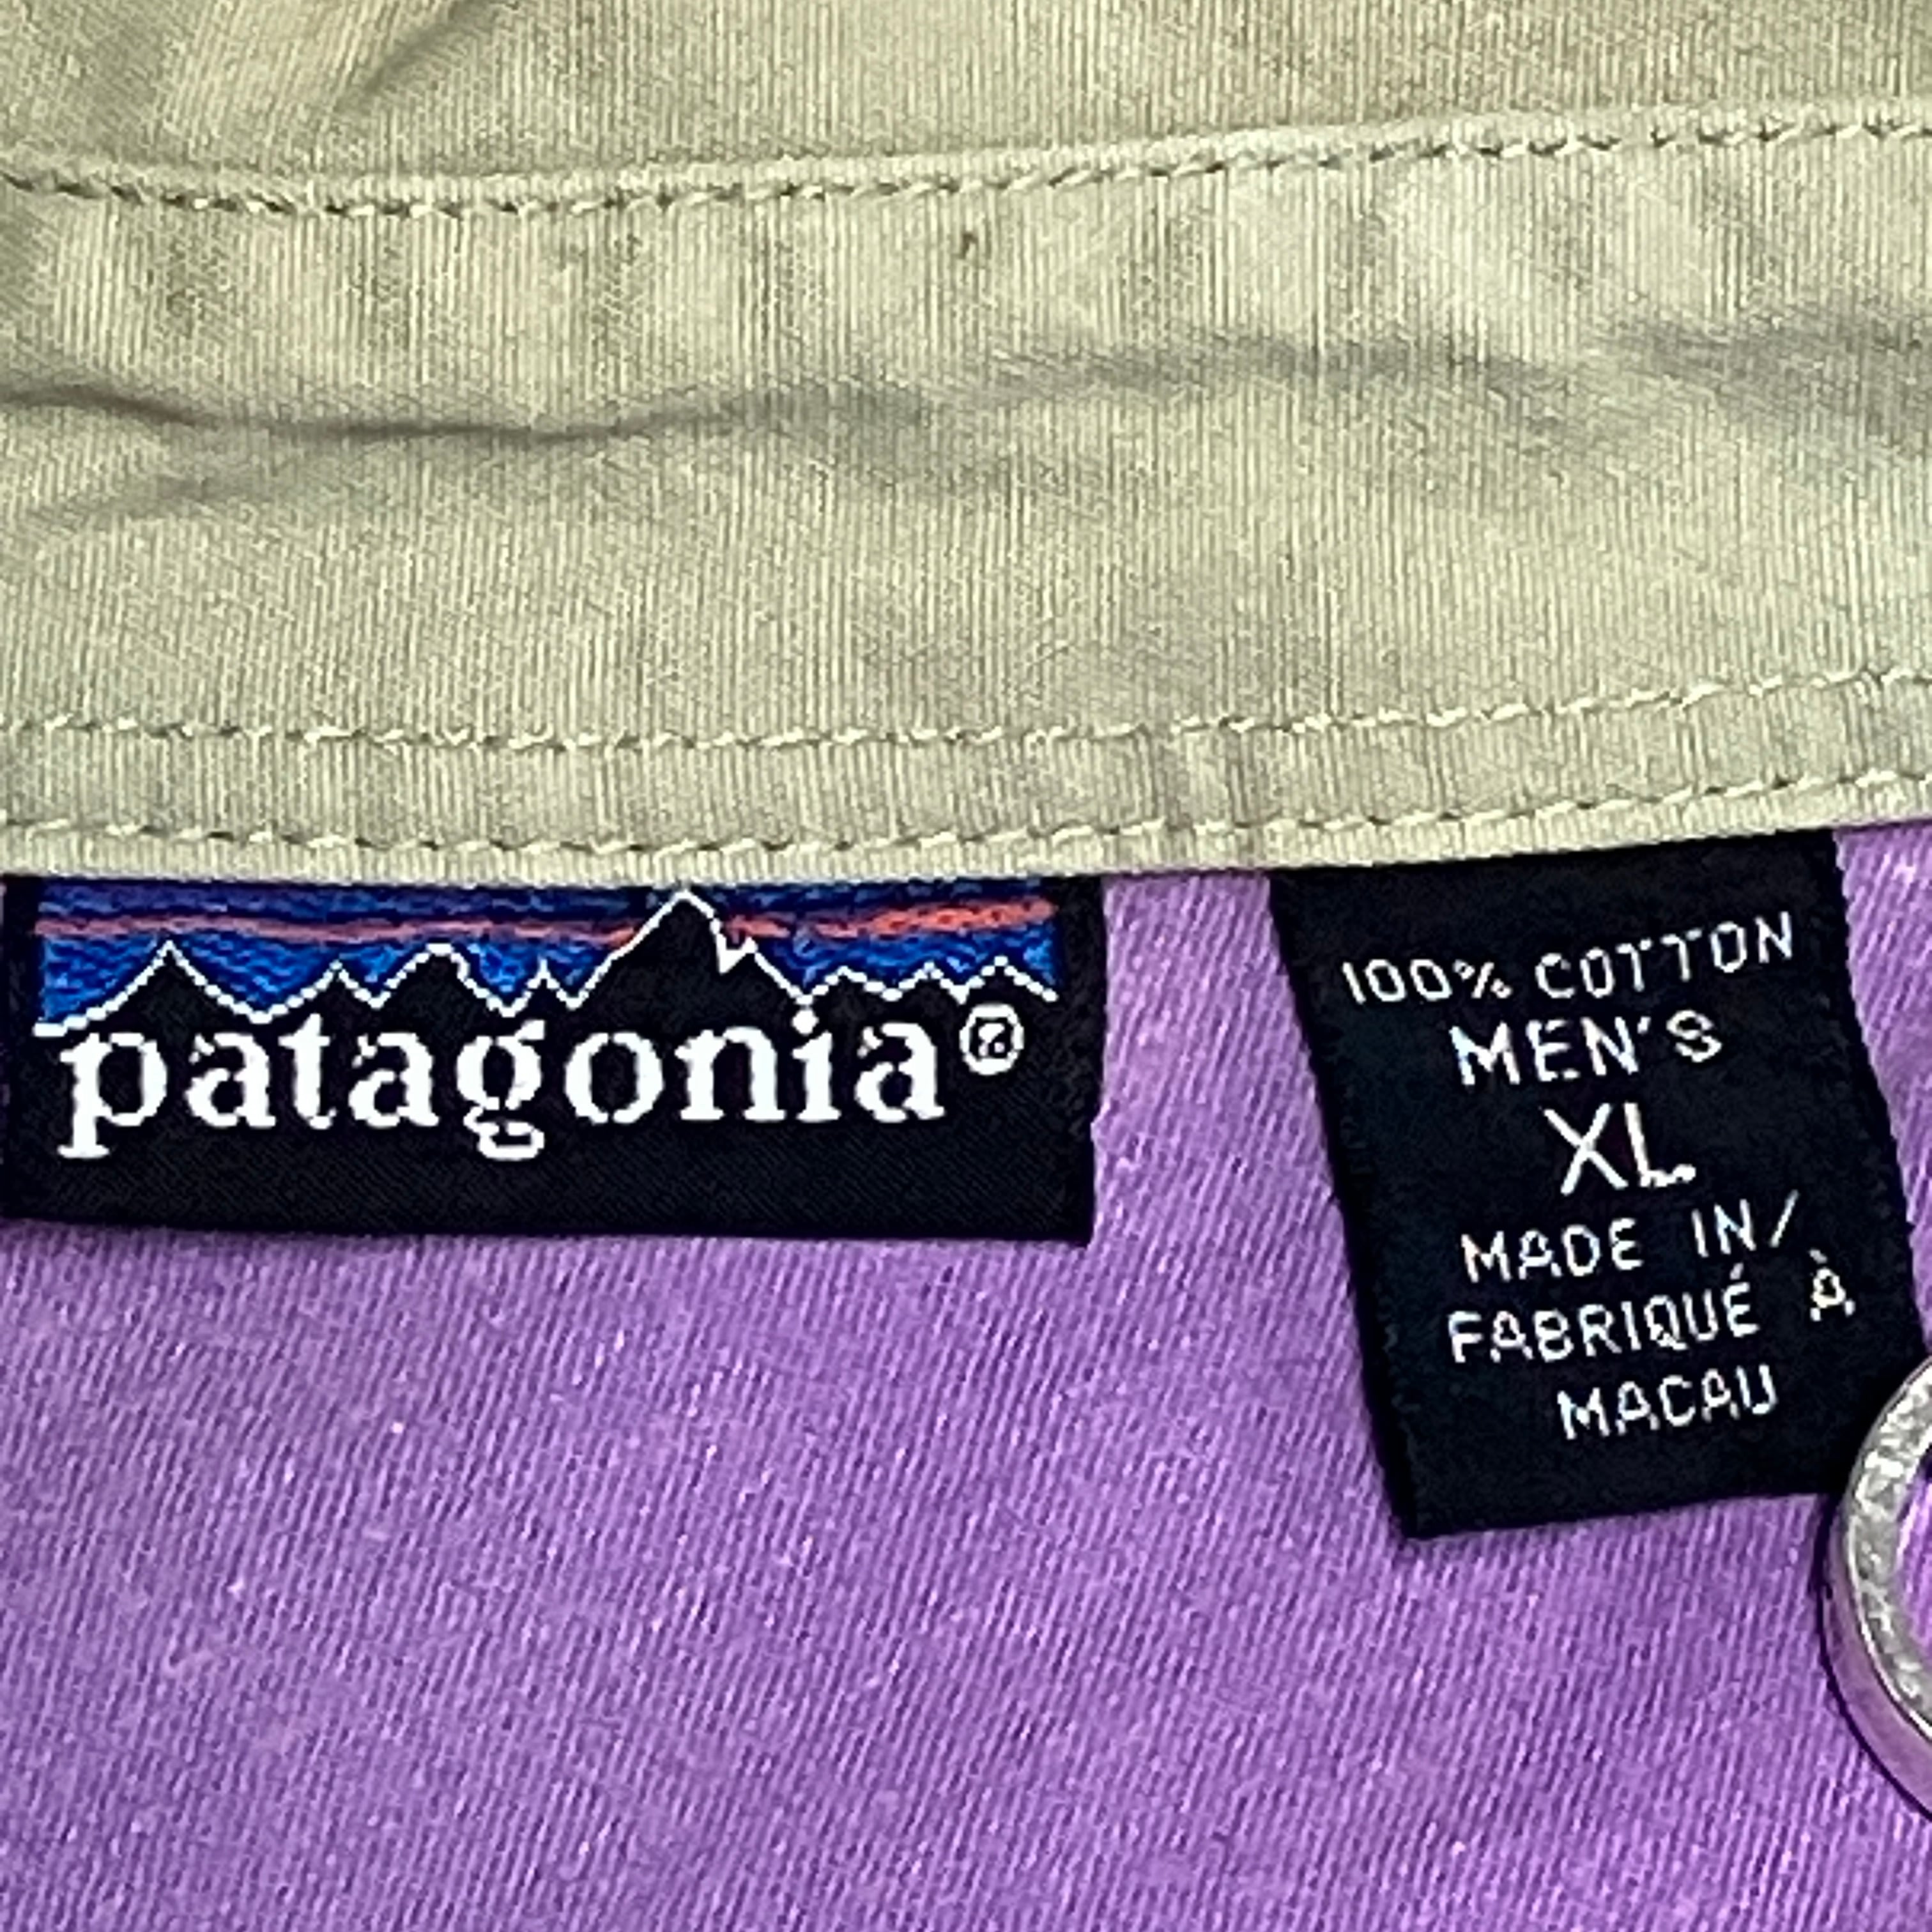 patagonia®
100% COTTON
MEN'S
XL
MADE IN/
FABRIQUÉ À
MACAU